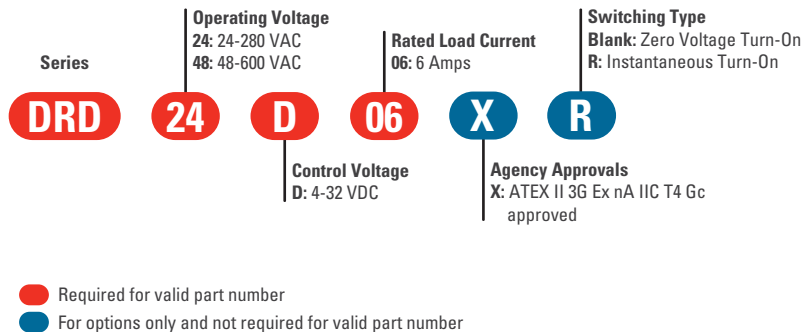 Series
Operating Voltage
24: 24-280 VAC
48: 48-600 VAC
Rated Load Current
06: 6 Amps
Switching Type
Blank: Zero Voltage Turn-On
R: Instantaneous Turn-On
DRD 24 D 06 X R
Control Voltage
D: 4-32 VDC
Agency Approvals
X: ATEX II 3G Ex nA IIC T4 Gc
approved
Required for valid part number
For options only and not required for valid part number